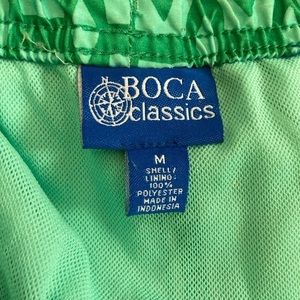 BOCA
classics
M
SHELL/
LINING:
100%
POLYESTER
MADE IN
INDONESIA